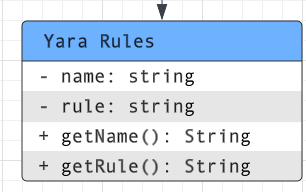 Yara Rules
- name: string
- rule: string
+ getName(): String
+ getRule(): String